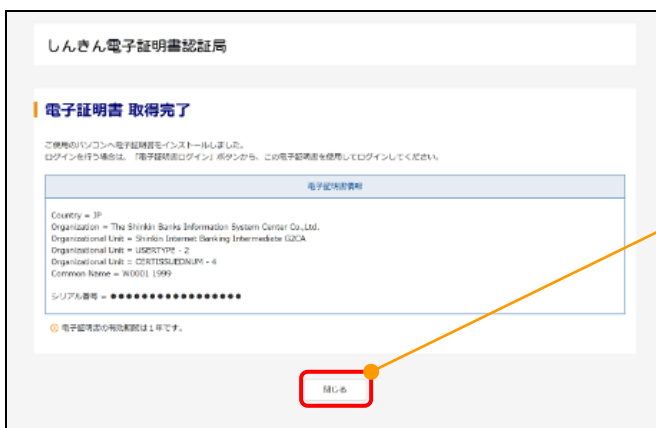 しんきん電子証明書認証局
電子証明書 取得完了
ご使用のパソコンへ電子証明書をインストールしました。
ログインを行う場合は、「電子証明書ログイン」ボタンから、この電子証明書を使用してログインしてください。
電子証明書情報
Country = JP
Organization = The Shinkin Banks Information System Center Co.,Ltd.
Organizational Unit = Shinkin Internet Banking Intermediate G2CA
Organizational Unit = USERTYPE - 2
Organizational Unit = CERTISSUEDNUM - 4
Common Name = W0001 1999
シリアル番号 = ●●●●●●●●●●●●●●●●●
電子証明書の有効期限は１年です。
閉じる